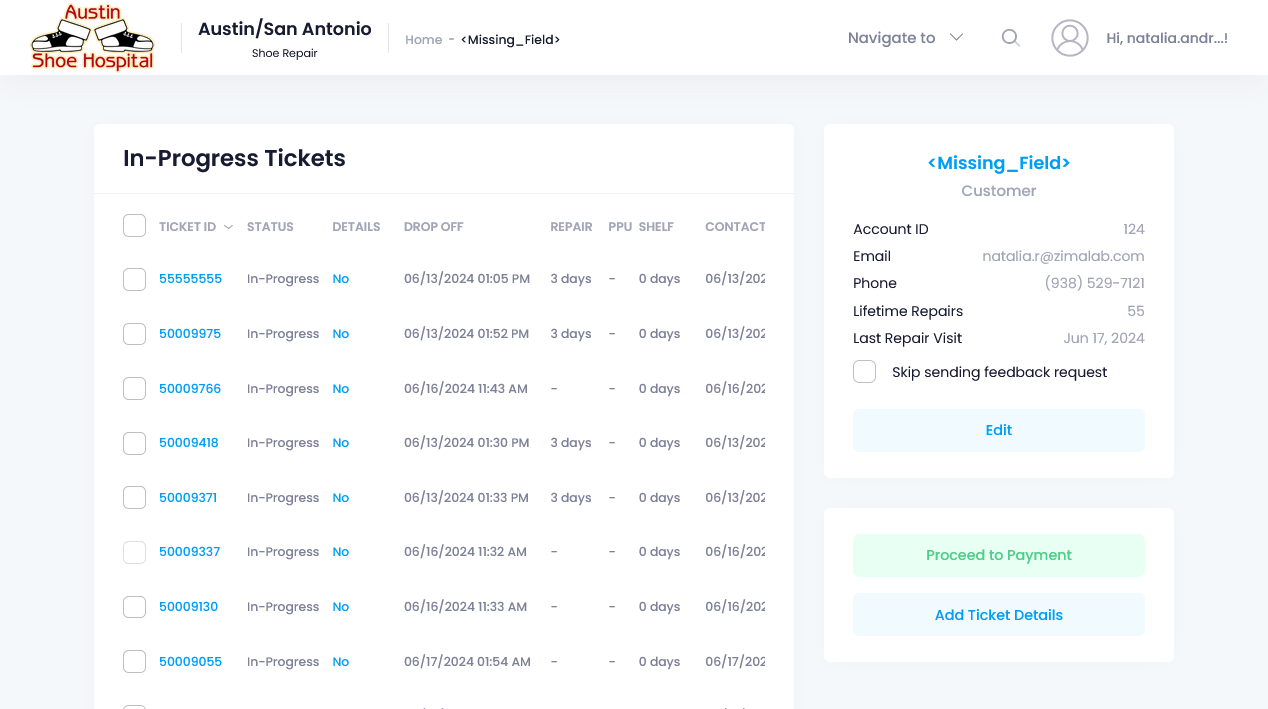 Austin
Shoe Hospital
Austin/San Antonio
Shoe Repair
Home - <Missing_Field>
Navigate to
Hi, natalia.andr...!
In-Progress Tickets
TICKET ID STATUS DETAILS DROP OFF REPAIR PPU SHELF CONTACT
55555555 In-Progress No 06/13/2024 01:05 PM 3 days - 0 days 06/13/202
50009975 In-Progress No 06/13/2024 01:52 PM 3 days - 0 days 06/13/202
50009766 In-Progress No 06/16/2024 11:43 AM - - 0 days 06/16/202
50009418 In-Progress No 06/13/2024 01:30 PM 3 days - 0 days 06/13/202
50009371 In-Progress No 06/13/2024 01:33 PM 3 days - 0 days 06/13/202
50009337 In-Progress No 06/16/2024 11:32 AM - - 0 days 06/16/202
50009130 In-Progress No 06/16/2024 11:33 AM - - 0 days 06/16/202
50009055 In-Progress No 06/17/2024 01:54 AM - - 0 days 06/17/202
<Missing_Field>
Customer
Account ID 124
Email natalia.r@zimalab.com
Phone (938) 529-7121
Lifetime Repairs 55
Last Repair Visit Jun 17, 2024
Skip sending feedback request
Edit
Proceed to Payment
Add Ticket Details